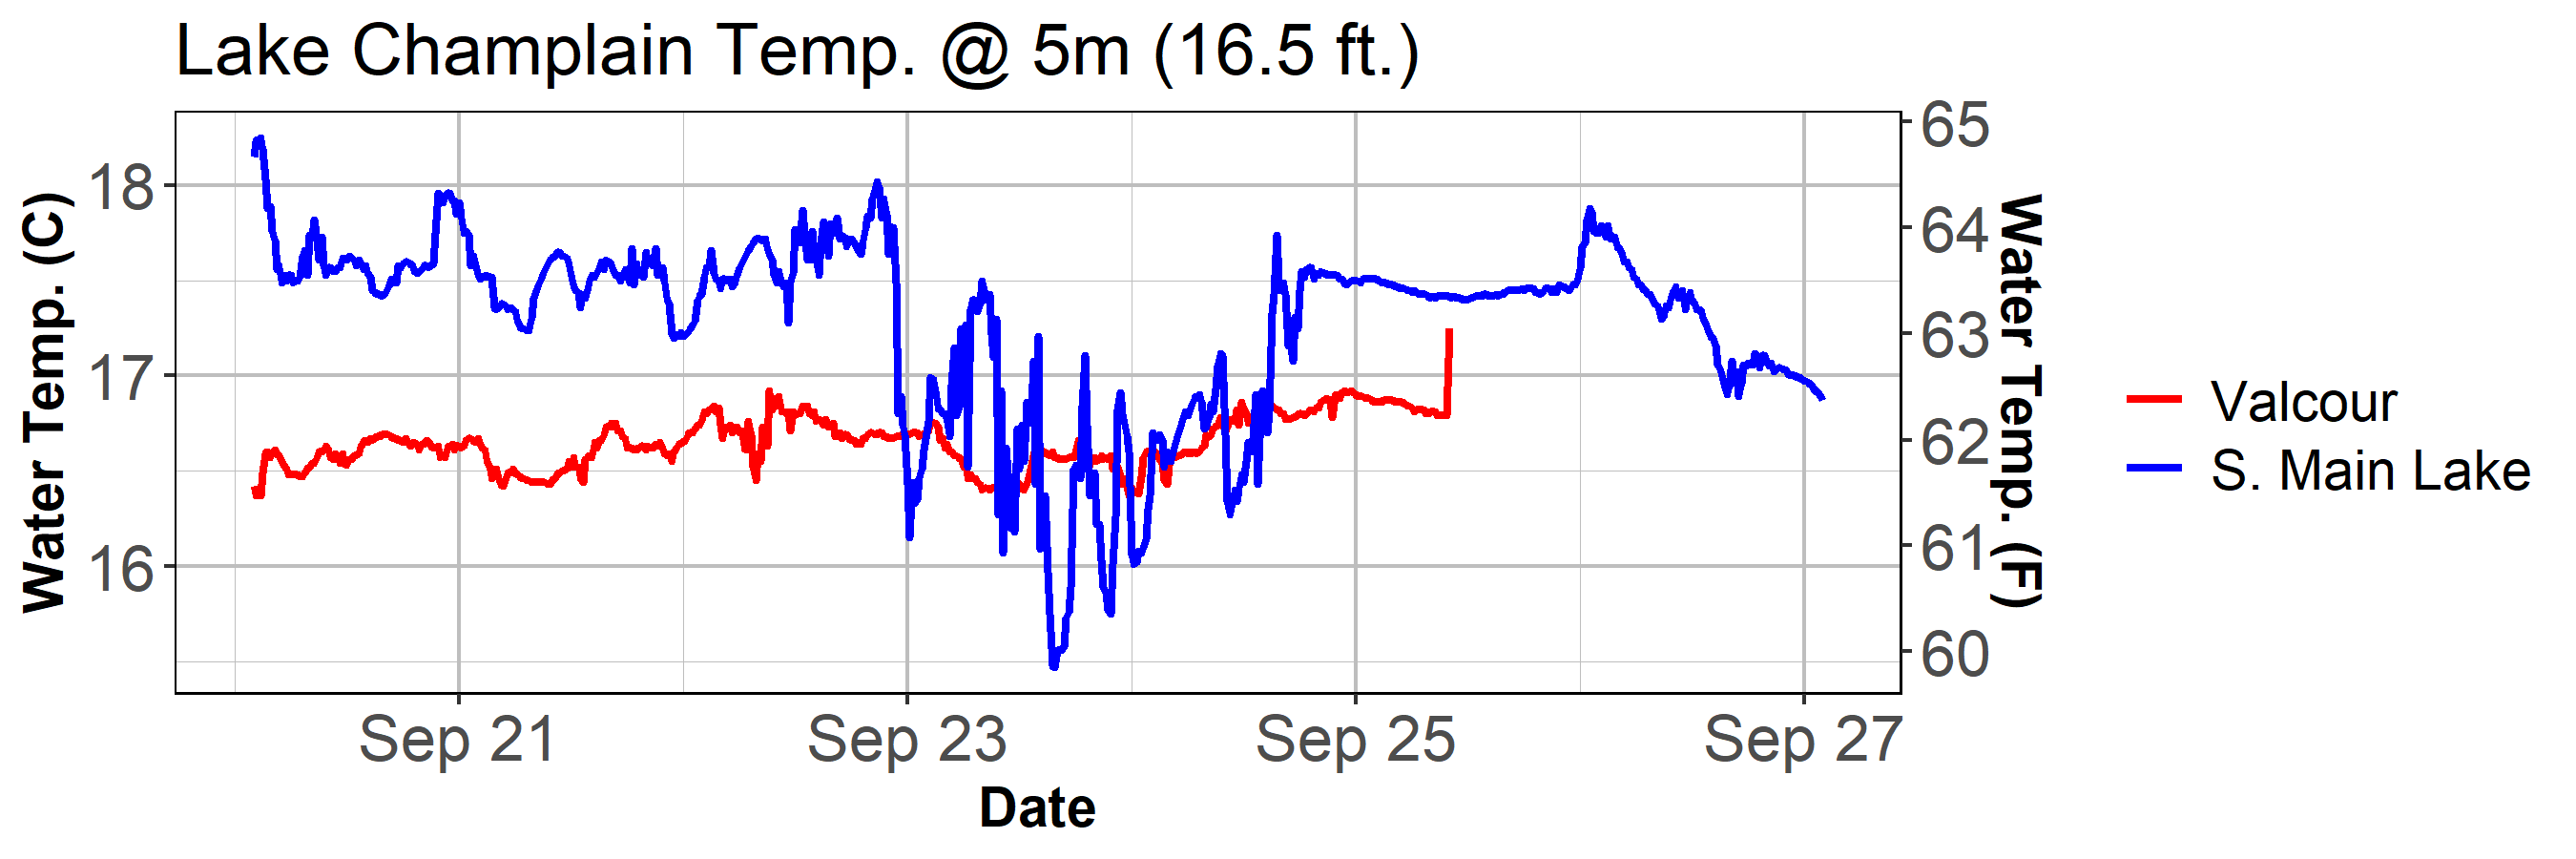 Lake Champlain Temp. @ 5m (16.5 ft.)
Water Temp. (C)
18
17
16
65
64
63
62
61
60
Water Temp. (F)
Sep 21
Sep 23
Sep 25
Sep 27
Date
Valcour
S. Main Lake